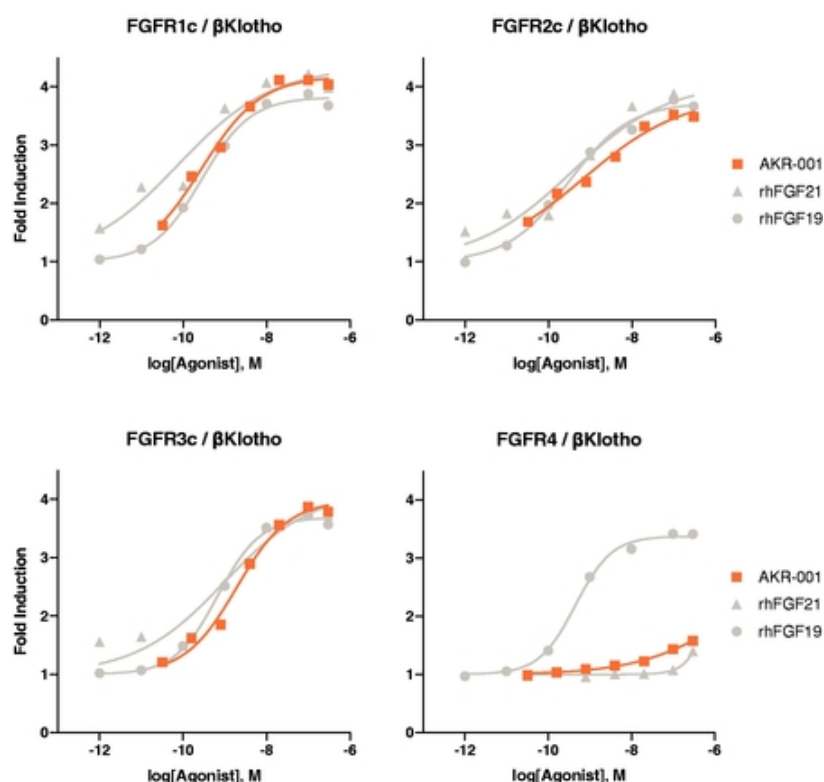 FGFR1c / βKlotho
FGFR2c / βKlotho
Fold Induction
4
3
2
1
0
-12 -10 -8 -6
log[Agonist], M
4
3
2
1
0
-12 -10 -8 -6
log[Agonist], M
AKR-001
rhFGF21
rhFGF19
FGFR3c / βKlotho
FGFR4 / βKlotho
Fold Induction
4
3
2
1
0
-12 -10 -8 -6
log[Agonist], M
4
3
2
1
0
-12 -10 -8 -6
log[Agonist], M
AKR-001
rhFGF21
rhFGF19